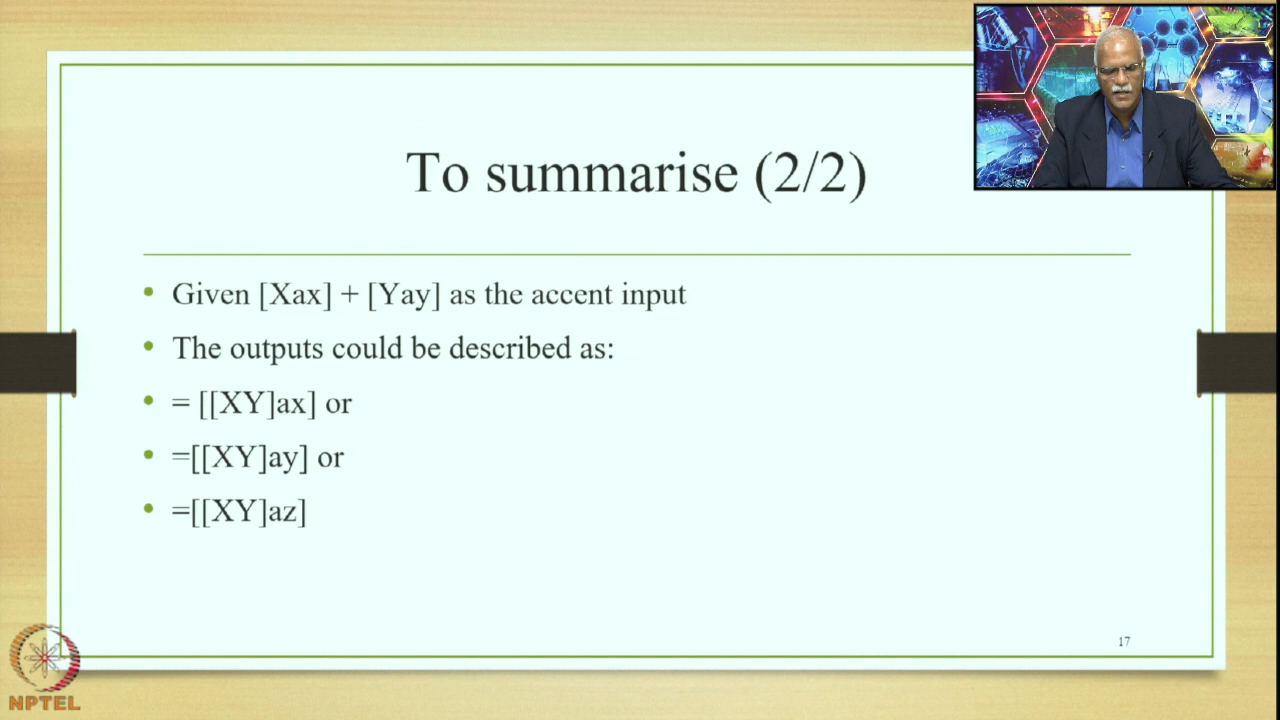 To summarise (2/2)
• Given [Xax] + [Yay] as the accent input
• The outputs could be described as:
• = [[XY]ax] or
• =[[XY]ay] or
• =[[XY]az]
17
NPTEL